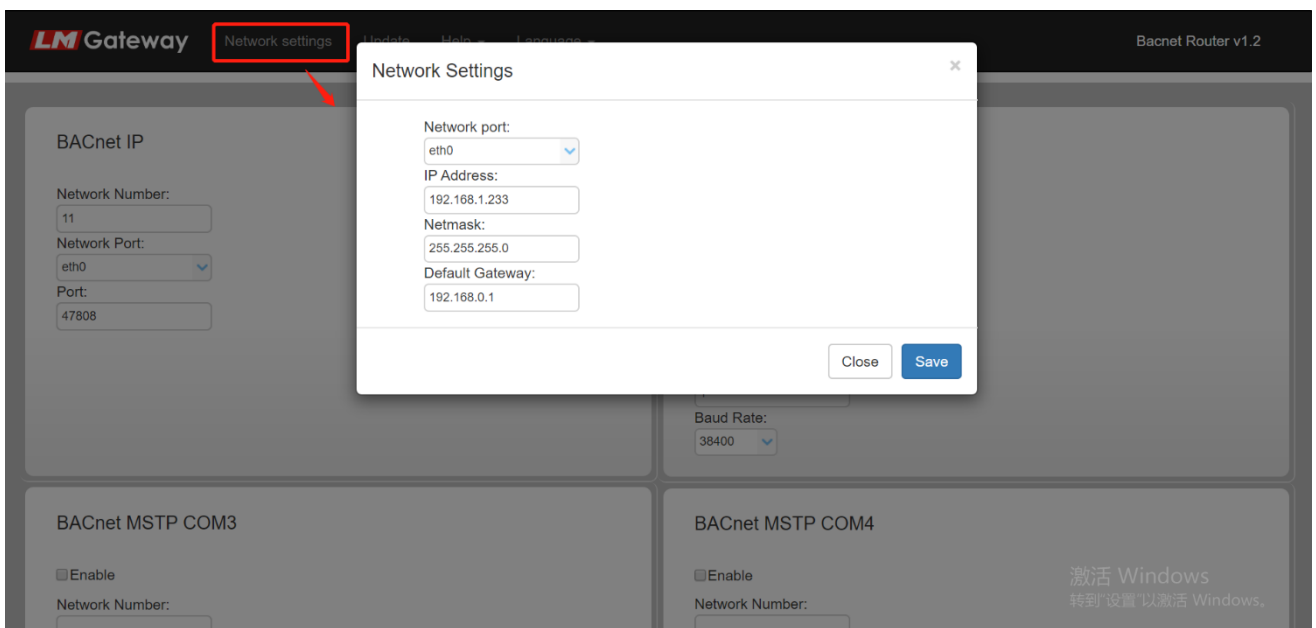 LM Gateway
Network settings
Update
Help
Language
Bacnet Router v1.2
Network Settings
×
Network port:
eth0
IP Address:
192.168.1.233
Netmask:
255.255.255.0
Default Gateway:
192.168.0.1
Close
Save
BACnet IP
Network Number:
11
Network Port:
eth0
Port:
47808
Baud Rate:
38400
BACnet MSTP COM3
Enable
Network Number:
BACnet MSTP COM4
Enable
Network Number:
激活 Windows
转到"设置"以激活 Windows。